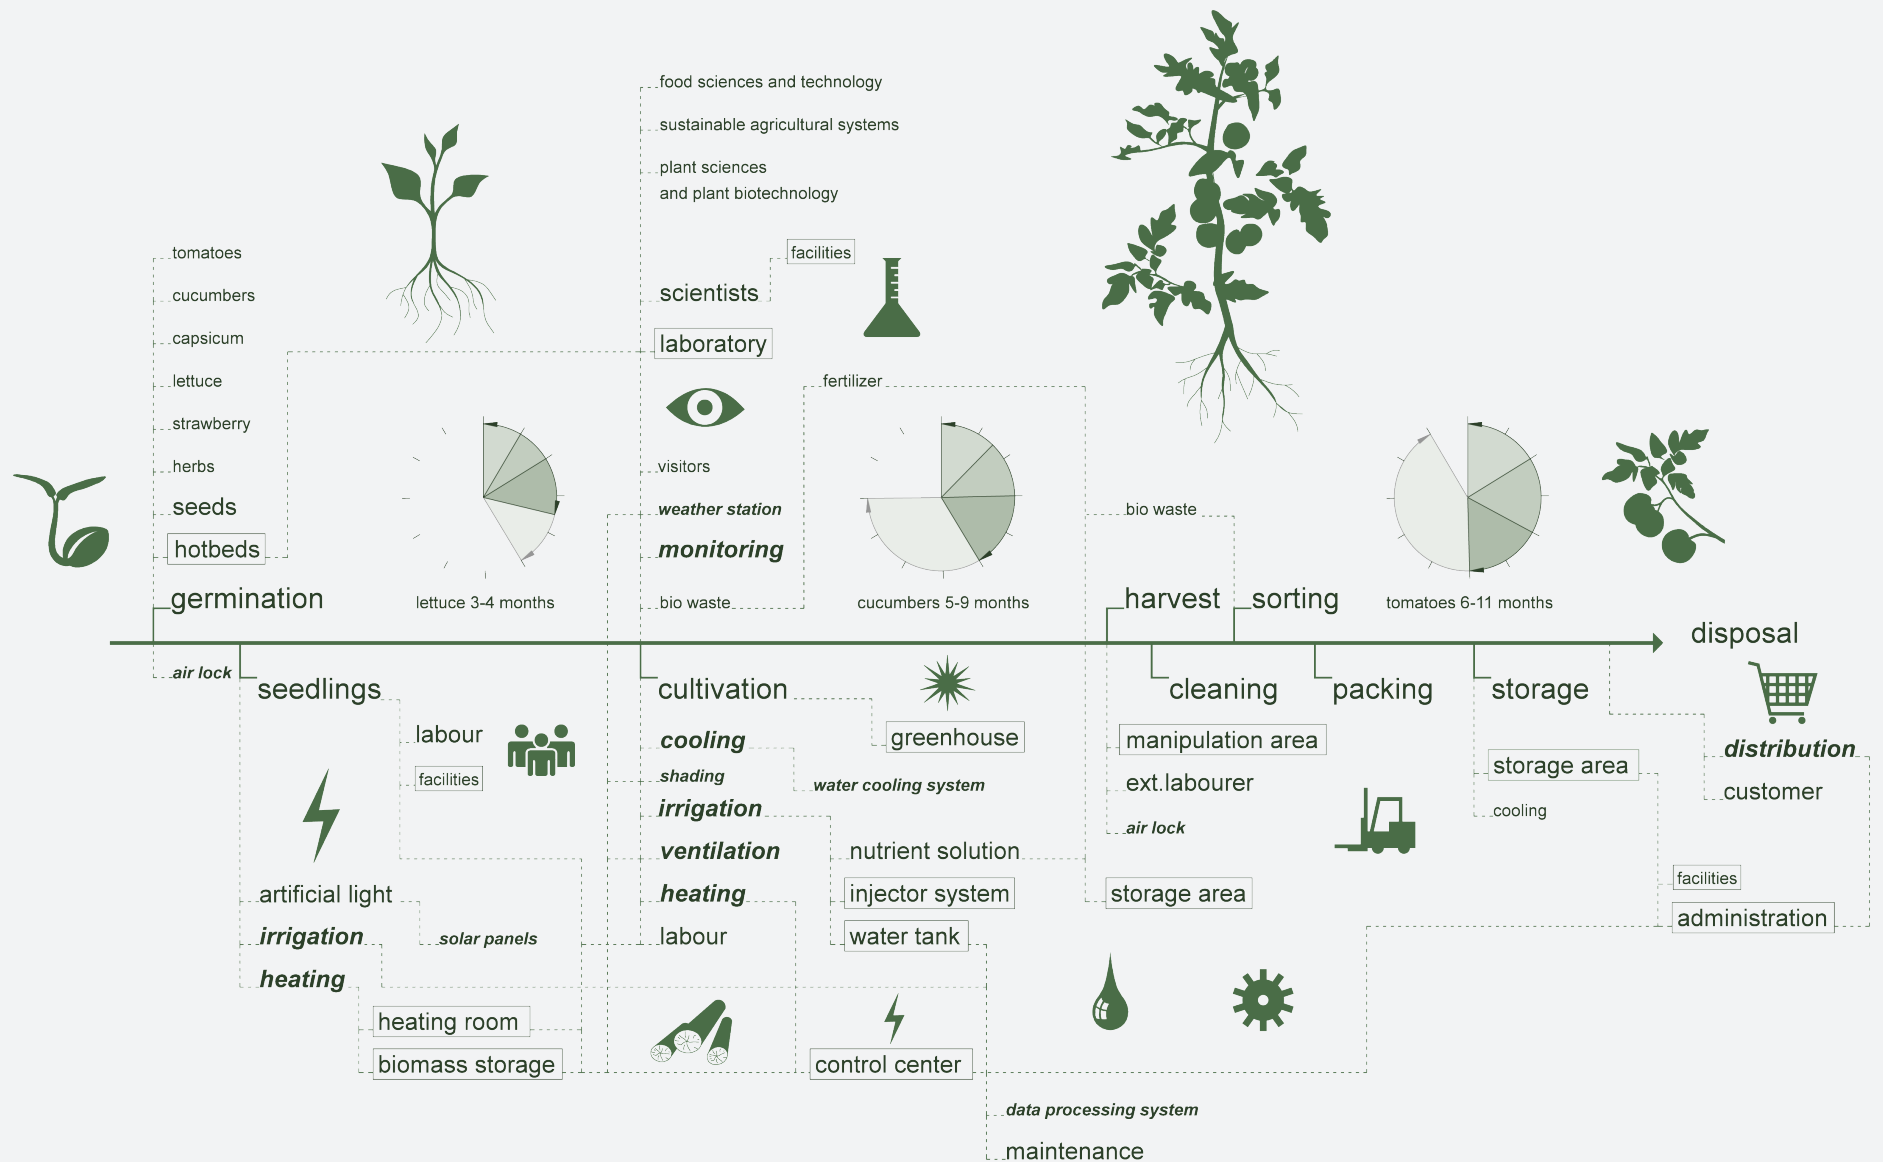 food sciences and technology
sustainable agricultural systems
plant sciences
and plant biotechnology
tomatoes
facilities
cucumbers
scientists
capsicum
laboratory
lettuce
fertilizer
strawberry
herbs
visitors
seeds
weather station
bio waste
hotbeds
monitoring
germination
lettuce 3-4 months
bio waste
cucumbers 5-9 months
harvest
sorting
tomatoes 6-11 months
disposal
air lock
seedlings
cultivation
cleaning
packing
storage
labour
cooling
greenhouse
manipulation area
distribution
facilities
shading
water cooling system
ext.labourer
storage area
customer
irrigation
air lock
cooling
ventilation
nutrient solution
artificial light
heating
injector system
storage area
facilities
irrigation
solar panels
labour
water tank
administration
heating
heating room
biomass storage
control center
data processing system
maintenance